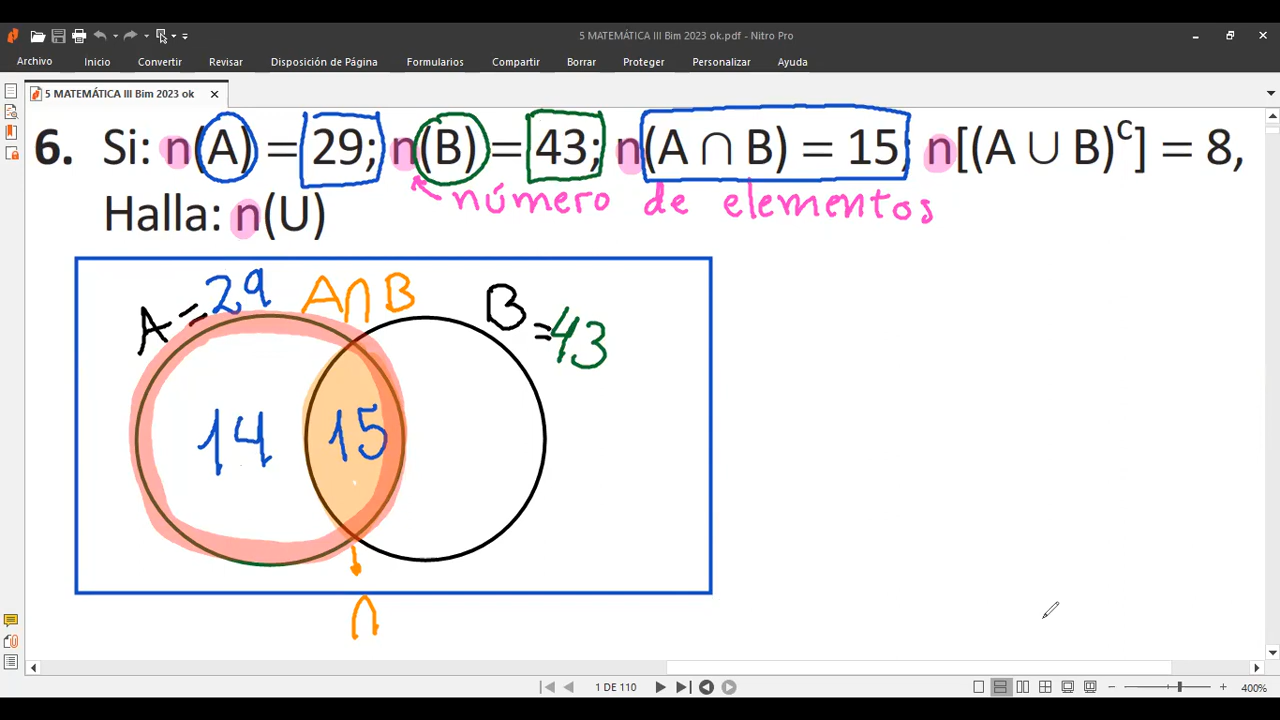 5 MATEMÁTICA III Bim 2023 ok.pdf - Nitro Pro
Archivo Inicio Convertir Revisar Disposición de Página Formularios Compartir Borrar Proteger Personalizar Ayuda
5 MATEMÁTICA III Bim 2023 ok
6. Si: n(A) = 29; n(B) = 43; n(A ∩ B) = 15; n[(A ∪ B)ᶜ] = 8,
número de elementos
Halla: n(U)
A = 29 A∩B B = 43
14 15
∩
1 DE 110
400%